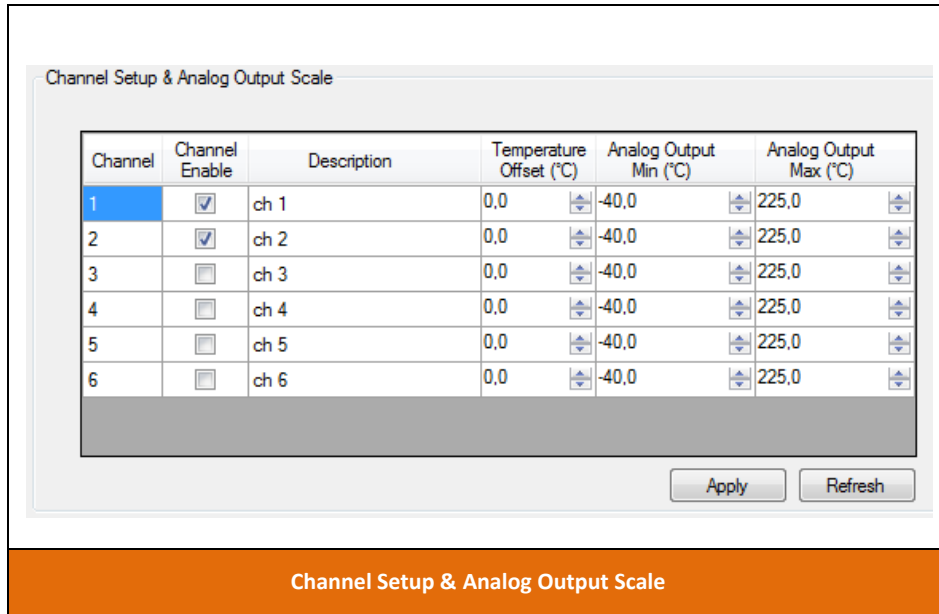 Channel Setup & Analog Output Scale
Channel Channel Enable Description Temperature Offset (°C) Analog Output Min (°C) Analog Output Max (°C)
1 ch 1 0,0 -40,0 225,0
2 ch 2 0,0 -40,0 225,0
3 ch 3 0,0 -40,0 225,0
4 ch 4 0,0 -40,0 225,0
5 ch 5 0,0 -40,0 225,0
6 ch 6 0,0 -40,0 225,0
Apply Refresh
Channel Setup & Analog Output Scale